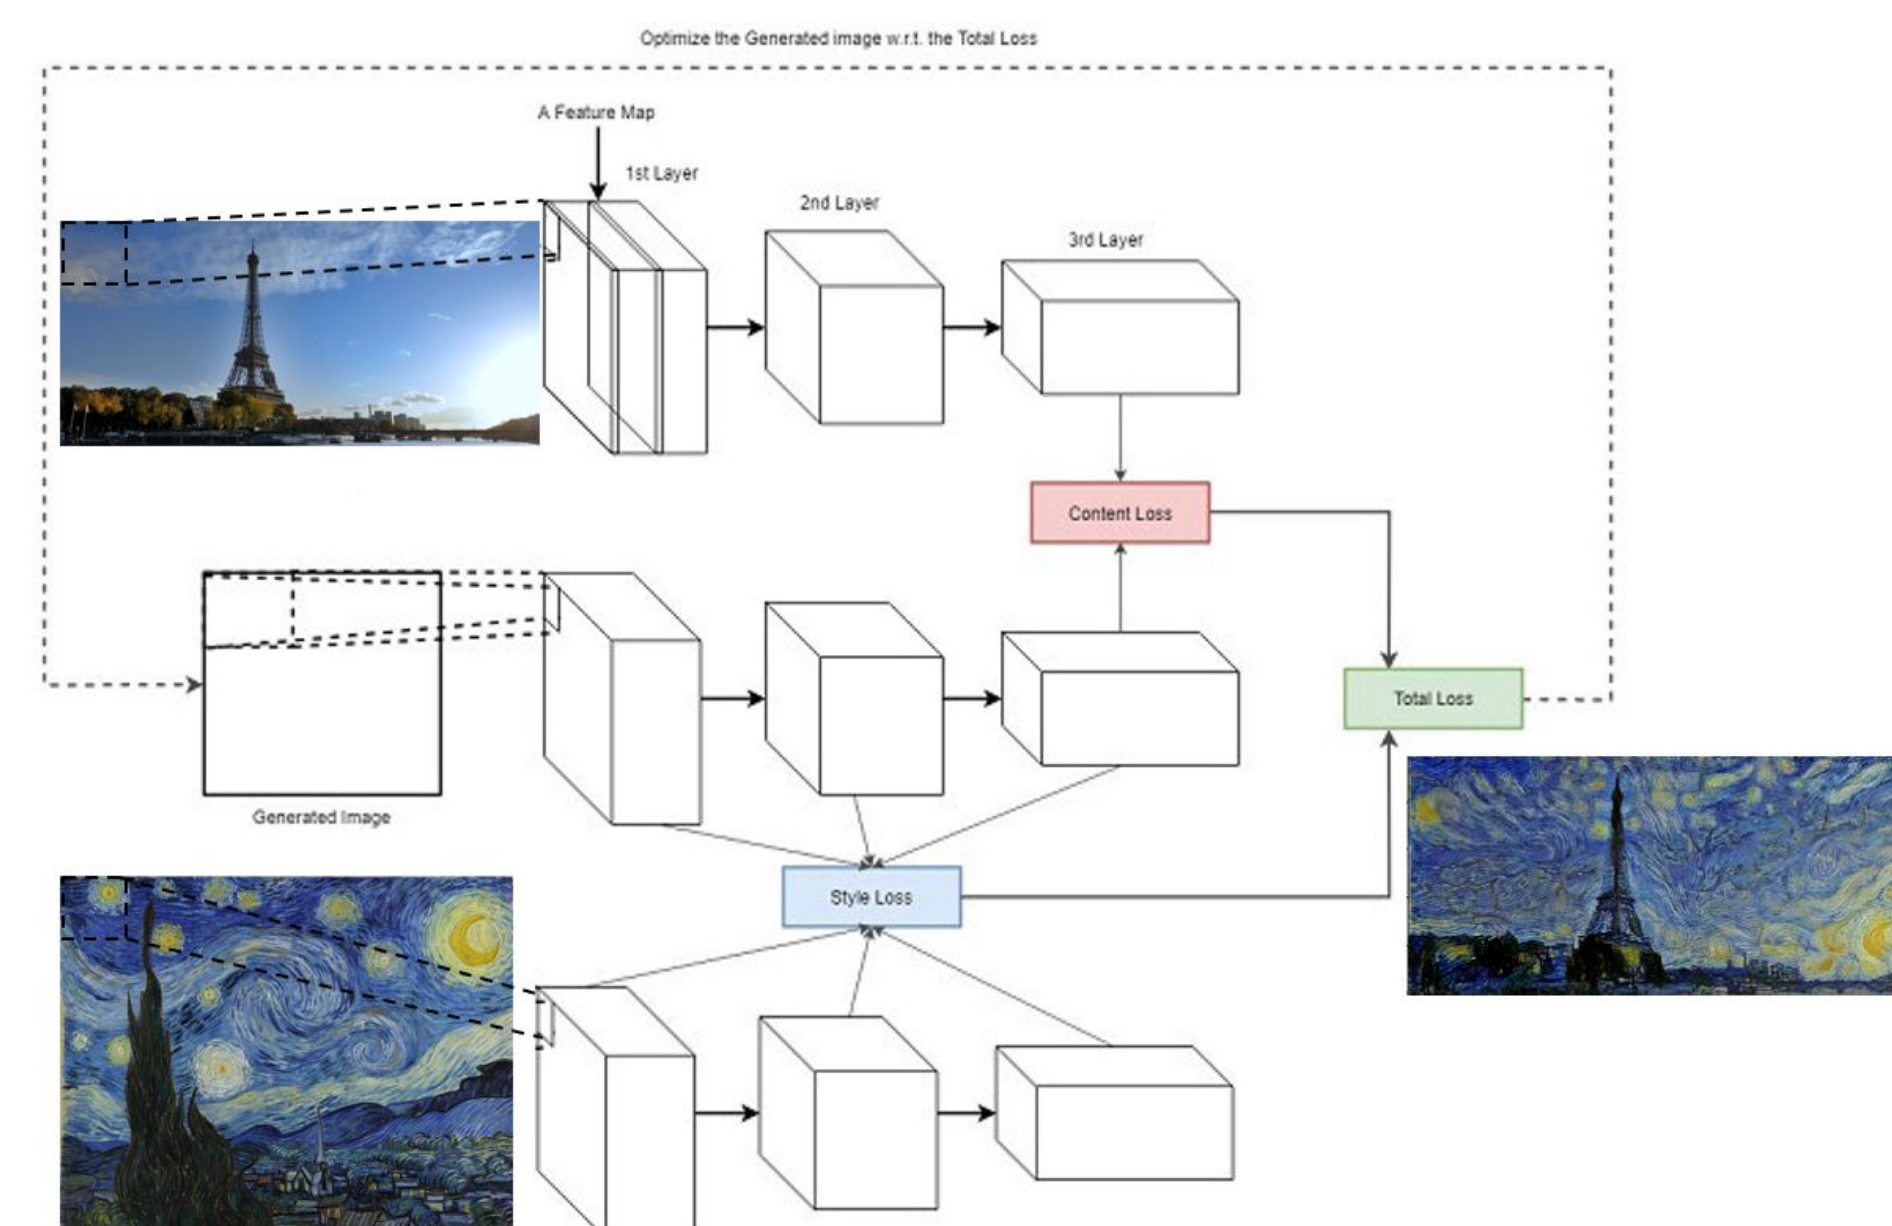 Optimize the Generated image w.r.t. the Total Loss
A Feature Map
1st Layer
2nd Layer
3rd Layer
Content Loss
Total Loss
Generated Image
Style Loss